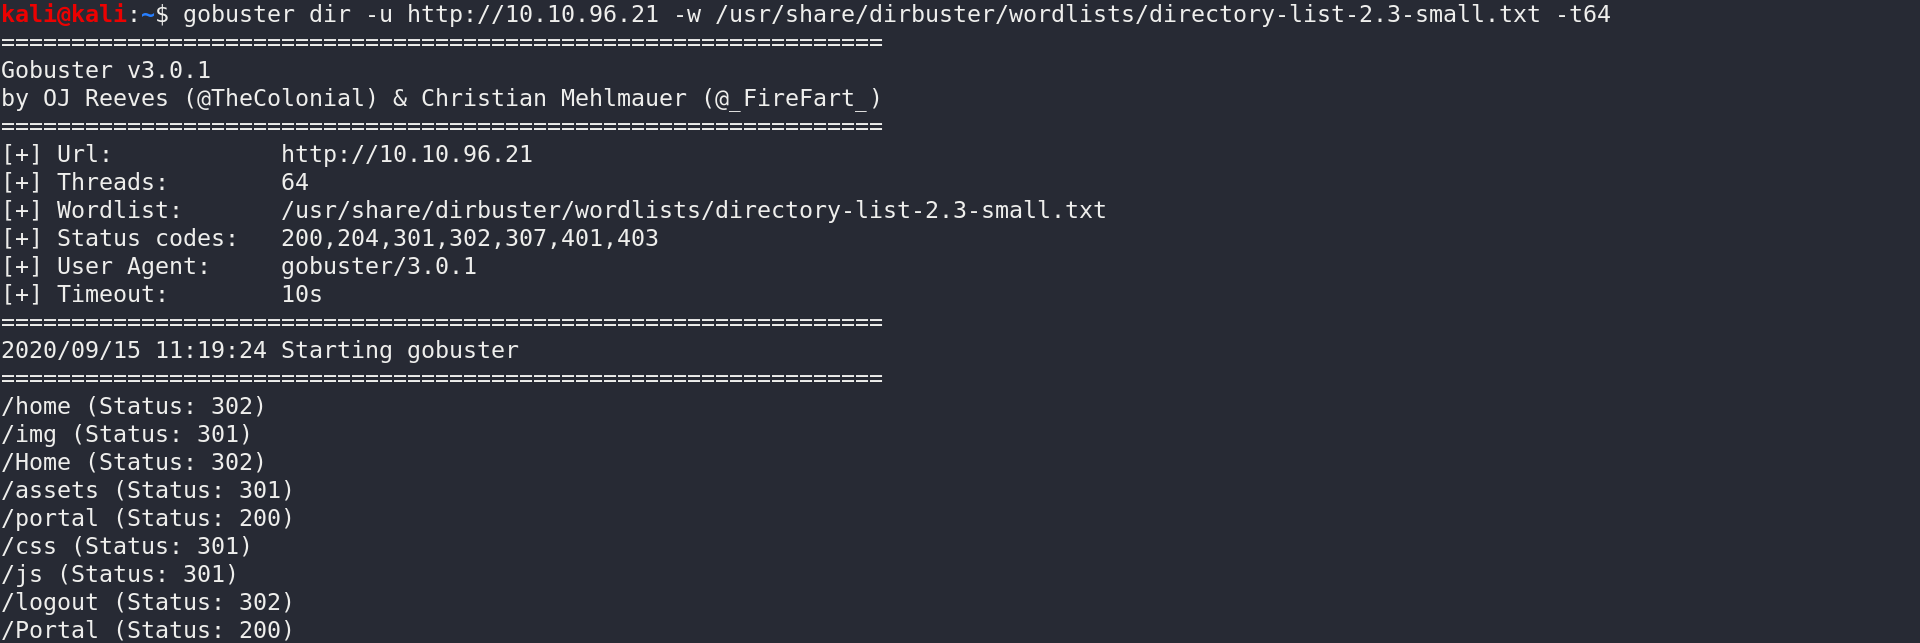 kali@kali:~$ gobuster dir -u http://10.10.96.21 -w /usr/share/dirbuster/wordlists/directory-list-2.3-small.txt -t64
===============================================================
Gobuster v3.0.1
by OJ Reeves (@TheColonial) & Christian Mehlmauer (@_FireFart_)
===============================================================
[+] Url:            http://10.10.96.21
[+] Threads:        64
[+] Wordlist:       /usr/share/dirbuster/wordlists/directory-list-2.3-small.txt
[+] Status codes:   200,204,301,302,307,401,403
[+] User Agent:     gobuster/3.0.1
[+] Timeout:        10s
===============================================================
2020/09/15 11:19:24 Starting gobuster
===============================================================
/home (Status: 302)
/img (Status: 301)
/Home (Status: 302)
/assets (Status: 301)
/portal (Status: 200)
/css (Status: 301)
/js (Status: 301)
/logout (Status: 302)
/Portal (Status: 200)